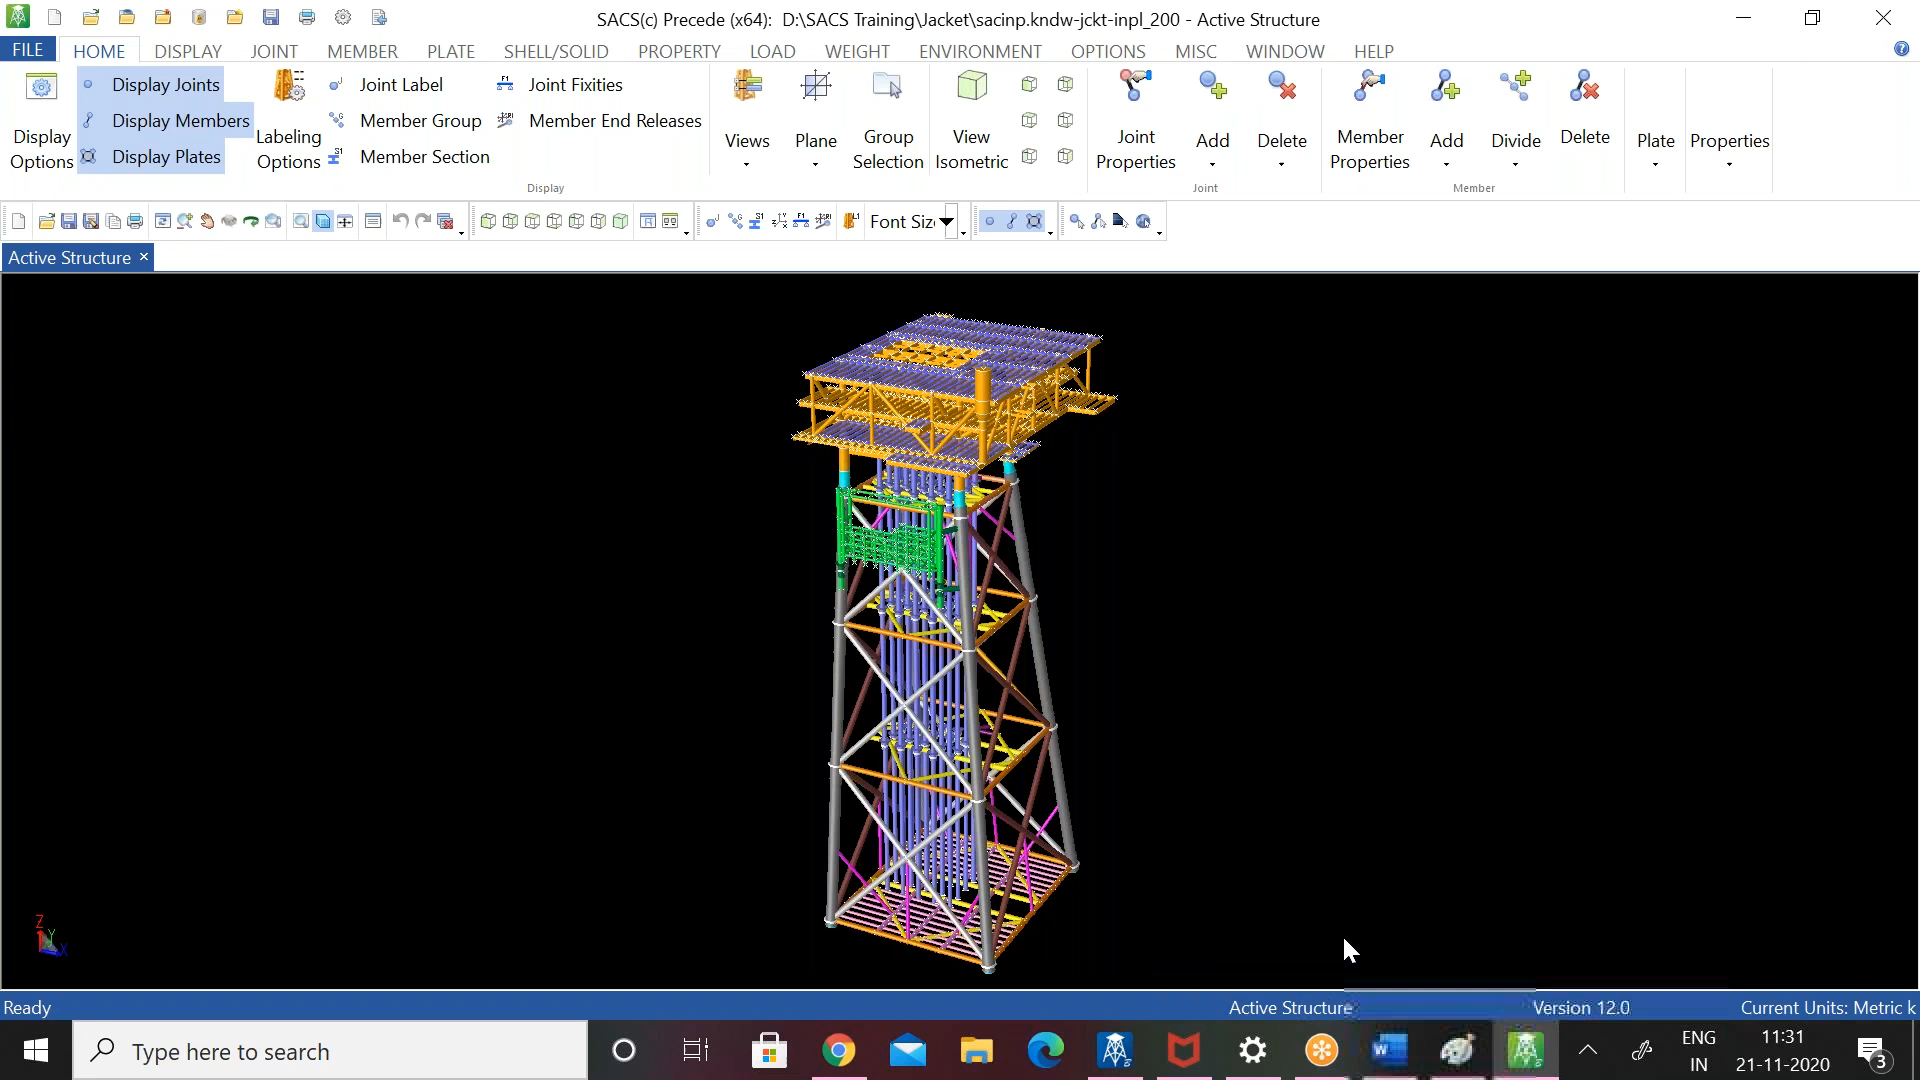 SACS(c) Precede (x64): D:\SACS Training\Jacket\sacinp.kndw-jckt-inpl_200 - Active Structure
FILE HOME DISPLAY JOINT MEMBER PLATE SHELL/SOLID PROPERTY LOAD WEIGHT ENVIRONMENT OPTIONS MISC WINDOW HELP
Display Options
Display Joints
Display Members
Display Plates
Labeling Options
Joint Label
Member Group
Member Section
Joint Fixities
Member End Releases
Display
Views
Plane
Group Selection
View Isometric
Joint Properties
Add
Delete
Joint
Member Properties
Add
Divide
Delete
Member
Plate
Properties
Font Siz
Active Structure
Z
Y
X
Ready
Active Structure
Version 12.0
Current Units: Metric k
Type here to search
ENG
IN
11:31
21-11-2020
3